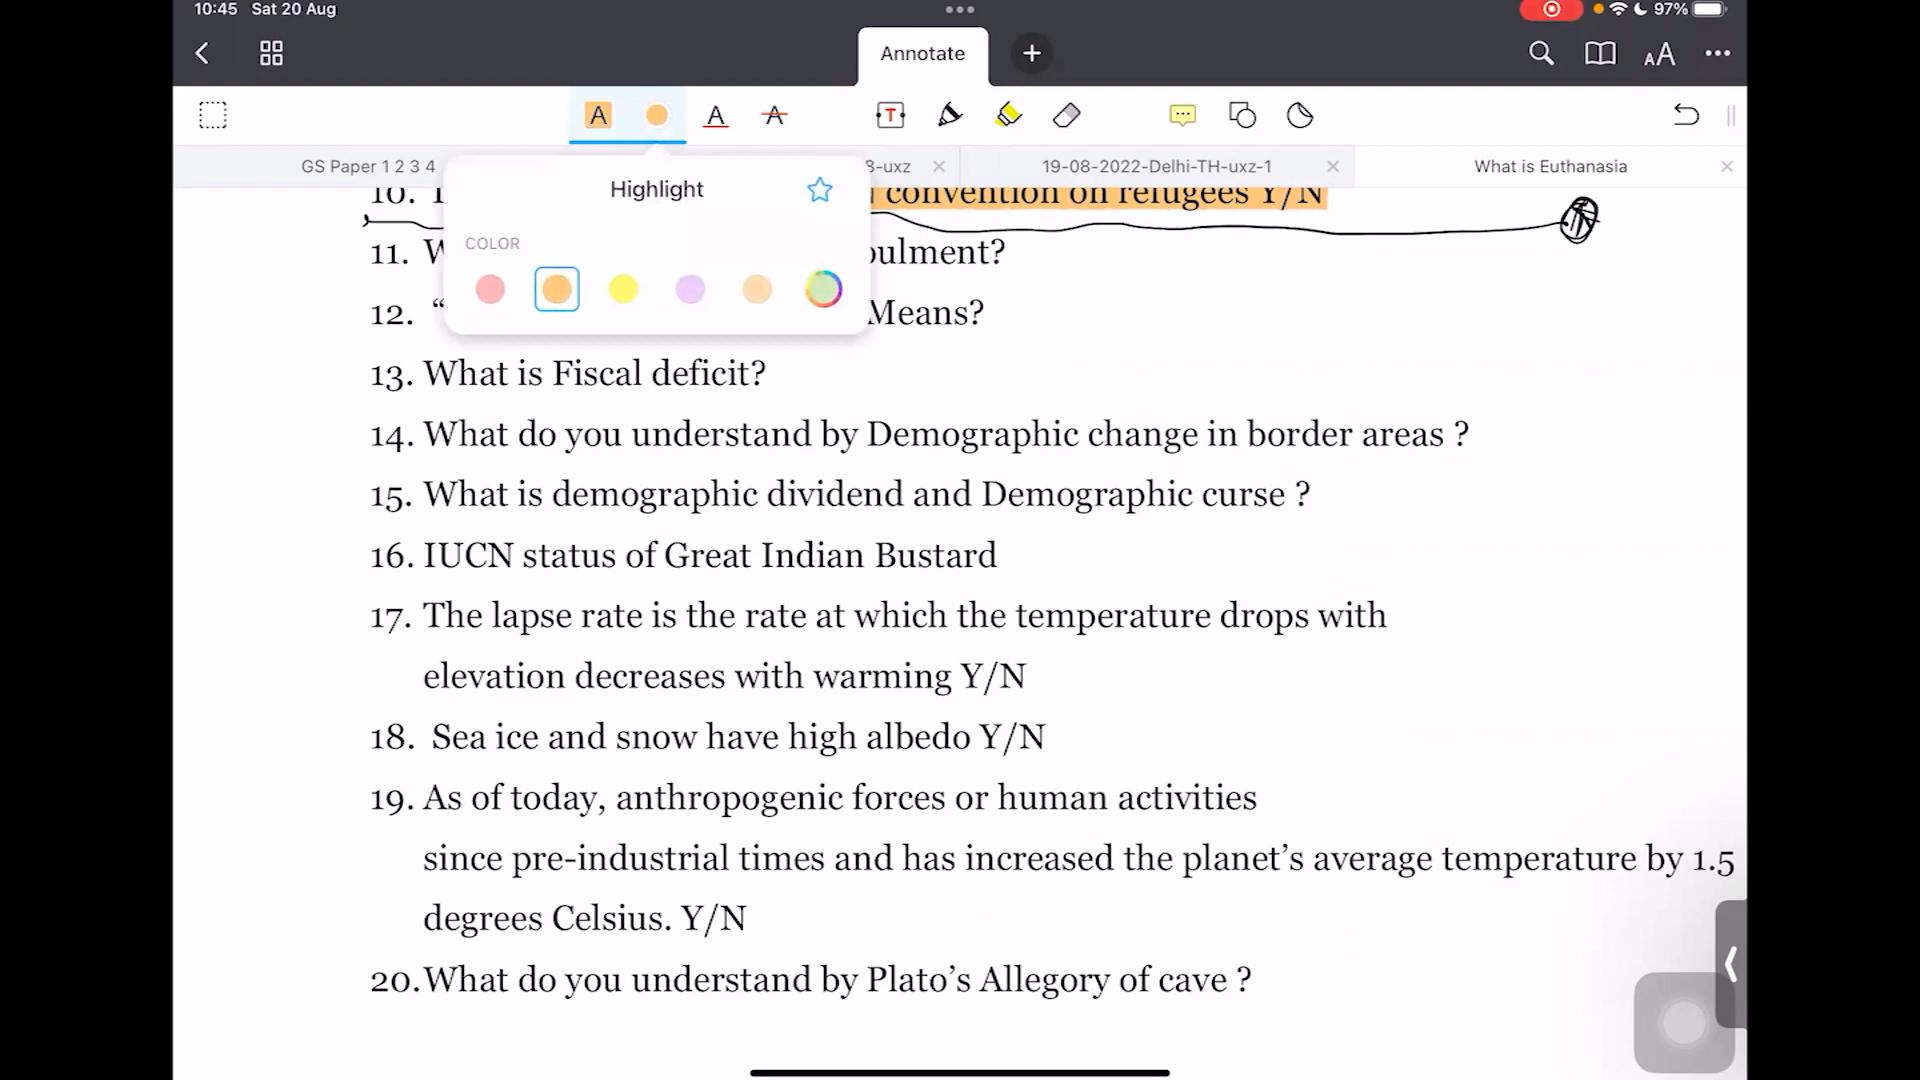 10:45 Sat 20 Aug
97%
Annotate
GS Paper 1 2 3 4
-uxz
19-08-2022-Delhi-TH-uxz-1
What is Euthanasia
Highlight
COLOR
10. convention on refugees Y/N
11.
12. “ Means?
13. What is Fiscal deficit?
14. What do you understand by Demographic change in border areas ?
15. What is demographic dividend and Demographic curse ?
16. IUCN status of Great Indian Bustard
17. The lapse rate is the rate at which the temperature drops with
elevation decreases with warming Y/N
18. Sea ice and snow have high albedo Y/N
19. As of today, anthropogenic forces or human activities
since pre-industrial times and has increased the planet’s average temperature by 1.5
degrees Celsius. Y/N
20.What do you understand by Plato’s Allegory of cave ?